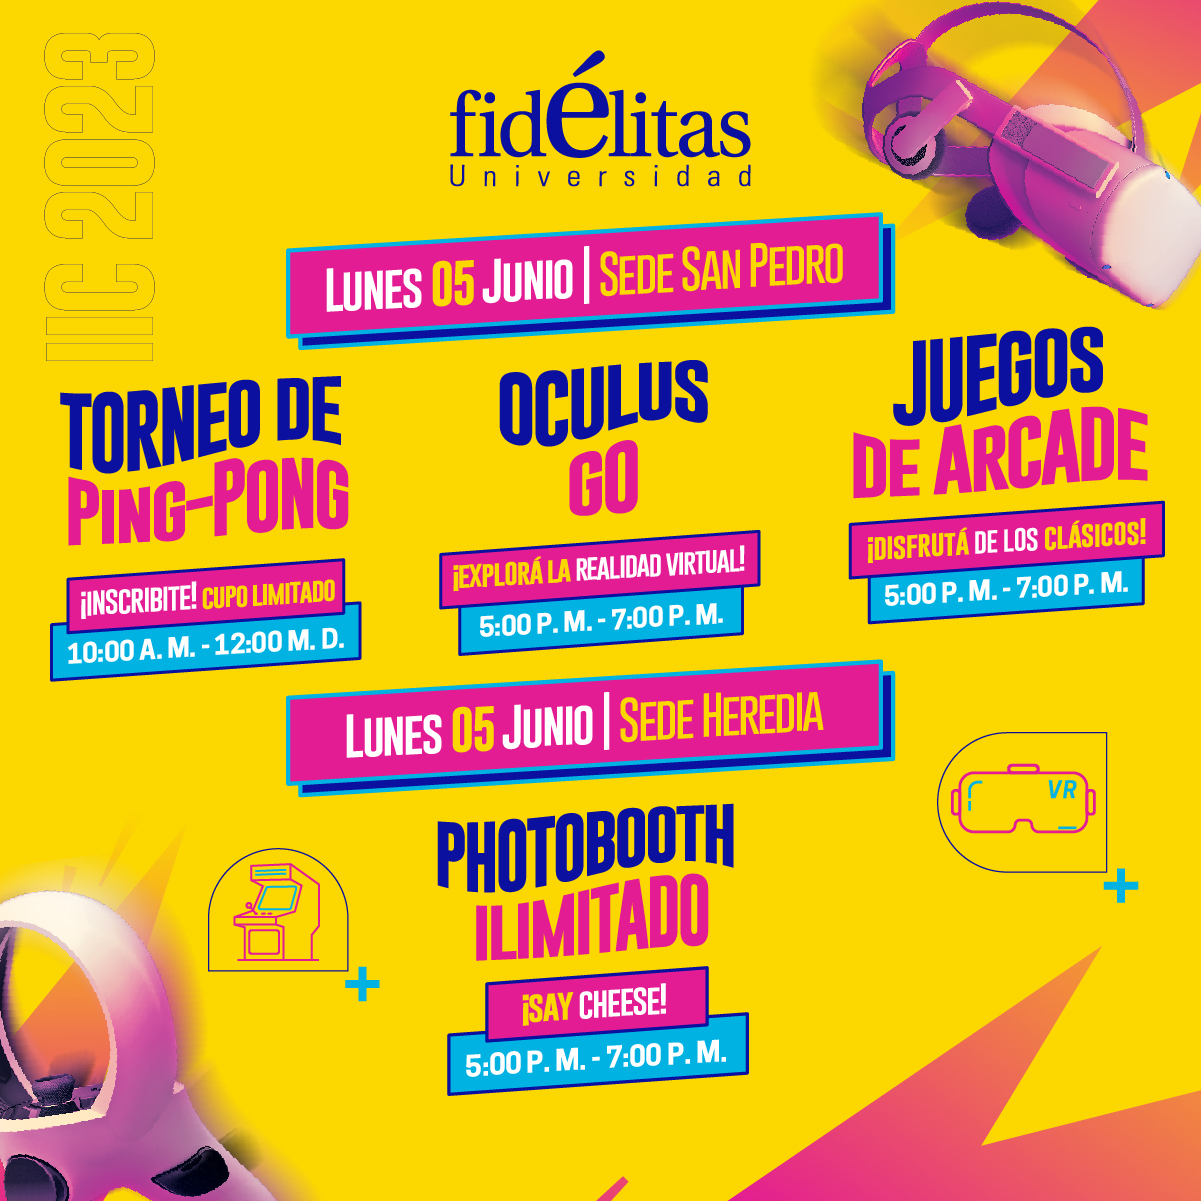 IIC 2023
fidélitas
Universidad
LUNES 05 JUNIO | SEDE SAN PEDRO
TORNEO DE
PING-PONG
¡INSCRIBITE! CUPO LIMITADO
10:00 A. M. - 12:00 M. D.
OCULUS
GO
¡EXPLORÁ LA REALIDAD VIRTUAL!
5:00 P. M. - 7:00 P. M.
JUEGOS
DE ARCADE
¡DISFRUTÁ DE LOS CLÁSICOS!
5:00 P. M. - 7:00 P. M.
LUNES 05 JUNIO | SEDE HEREDIA
PHOTOBOOTH
ILIMITADO
¡SAY CHEESE!
5:00 P. M. - 7:00 P. M.
VR